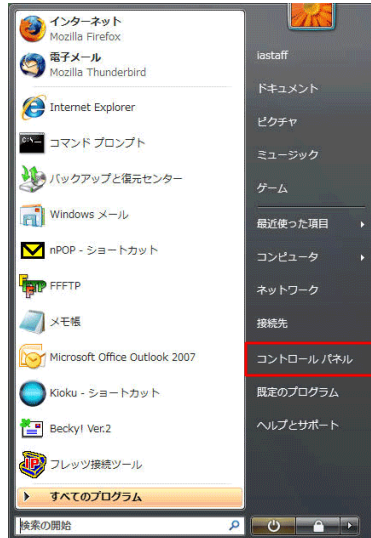 インターネット
Mozilla Firefox
電子メール
Mozilla Thunderbird
Internet Explorer
コマンド プロンプト
バックアップと復元センター
Windows メール
nPOP - ショートカット
FFFTP
メモ帳
Microsoft Office Outlook 2007
Kioku - ショートカット
Becky! Ver.2
フレッツ接続ツール
すべてのプログラム
検索の開始
iastaff
ドキュメント
ピクチャ
ミュージック
ゲーム
最近使った項目
コンピュータ
ネットワーク
接続先
コントロール パネル
既定のプログラム
ヘルプとサポート